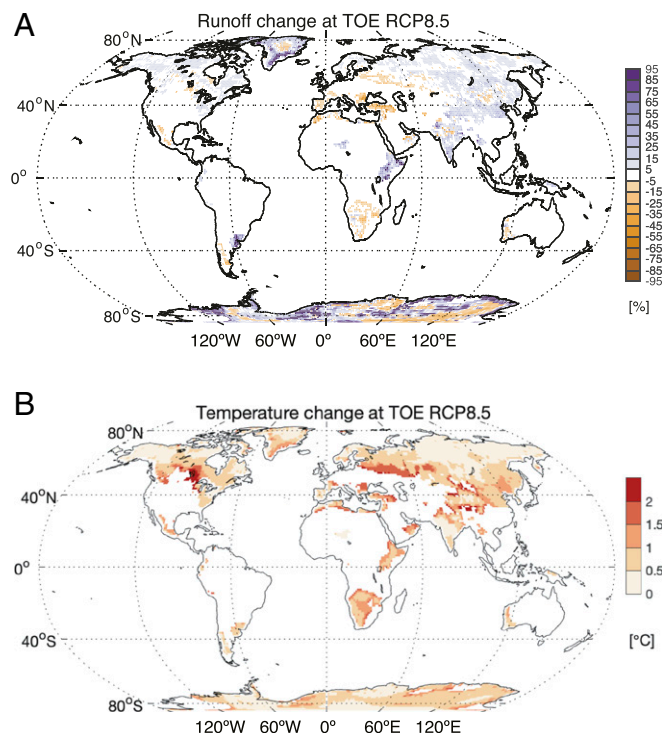 A
Runoff change at TOE RCP8.5
80°N
40°N
0°
40°S
80°S
120°W 60°W 0° 60°E 120°E
95
85
75
65
55
45
35
25
15
5
-5
-15
-25
-35
-45
-55
-65
-75
-85
-95
[%]
B
Temperature change at TOE RCP8.5
80°N
40°N
0°
40°S
80°S
120°W 60°W 0° 60°E 120°E
2
1.5
1
0.5
0
[°C]